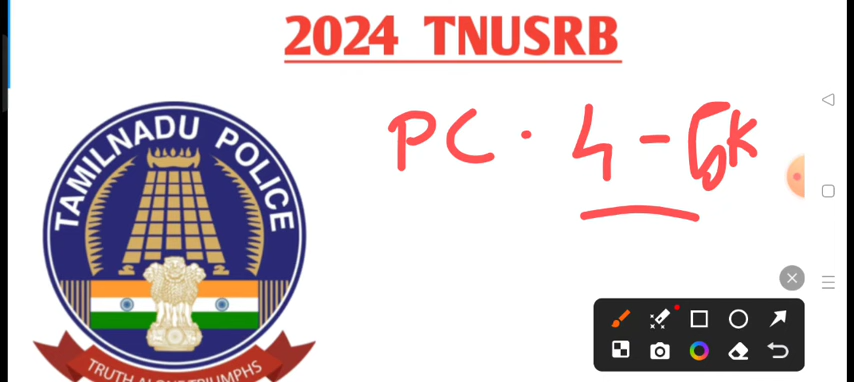 2024 TNUSRB
PC · 4 - 5K
TAMILNADU POLICE
TRUTH ALONE TRIUMPHS